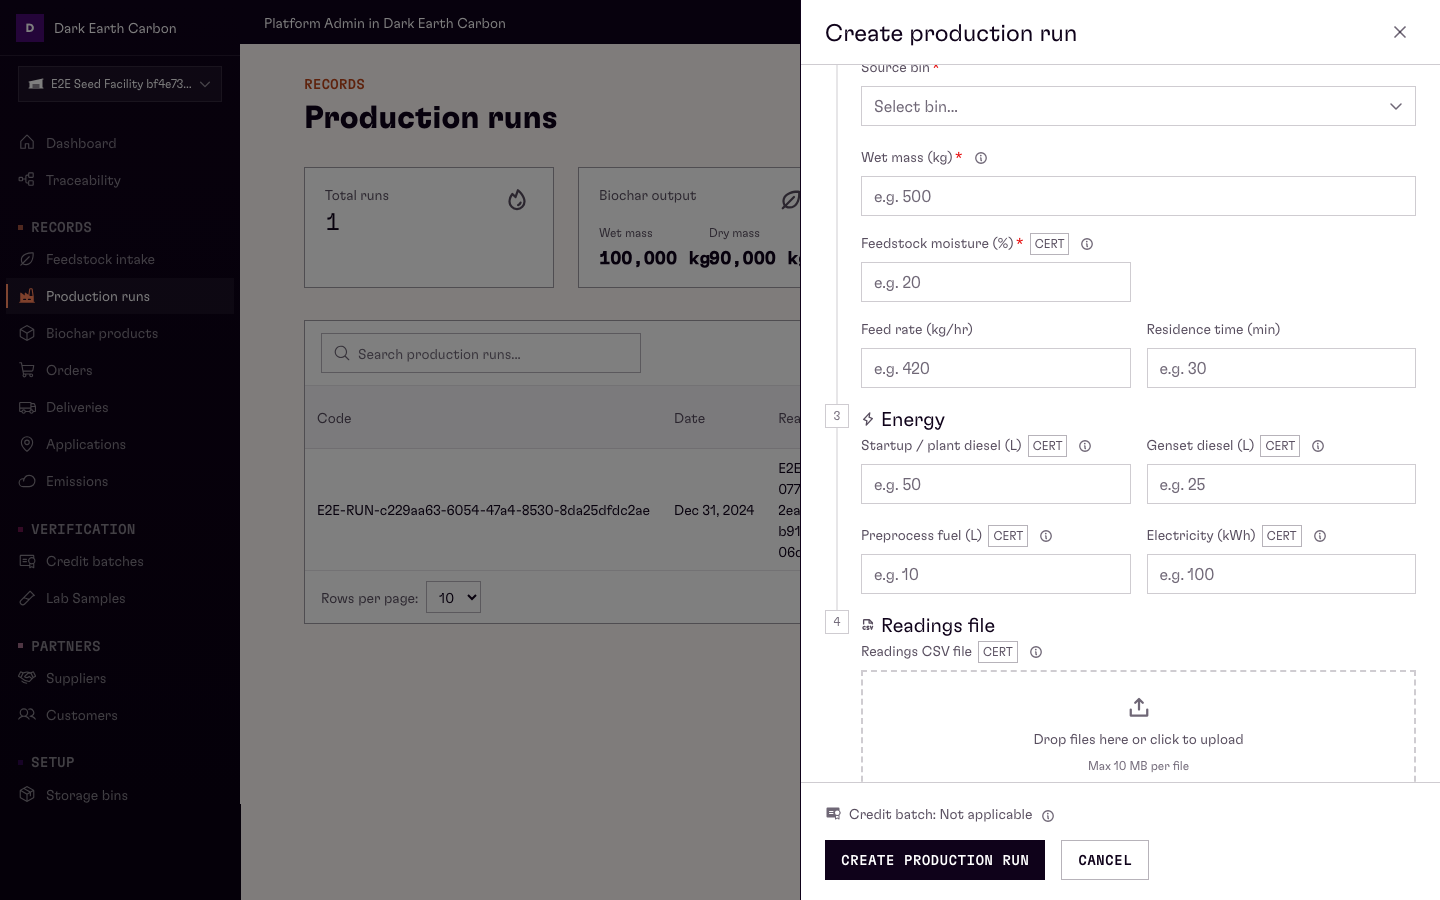 D Dark Earth Carbon
Platform Admin in Dark Earth Carbon
E2E Seed Facility bf4e73...
Dashboard
Traceability
RECORDS
Feedstock intake
Production runs
Biochar products
Orders
Deliveries
Applications
Emissions
VERIFICATION
Credit batches
Lab Samples
PARTNERS
Suppliers
Customers
SETUP
Storage bins
RECORDS
Production runs
Total runs
1
Biochar output
Wet mass Dry mass
100,000 kg 90,000 k
Search production runs...
Code Date Rea
E2E-RUN-c229aa63-6054-47a4-8530-8da25dfdc2ae Dec 31, 2024
E2E
077
2ea
b91
06c
Rows per page: 10
Create production run
Source bin *
Select bin...
Wet mass (kg) *
e.g. 500
Feedstock moisture (%) * CERT
e.g. 20
Feed rate (kg/hr) Residence time (min)
e.g. 420 e.g. 30
3 Energy
Startup / plant diesel (L) CERT Genset diesel (L) CERT
e.g. 50 e.g. 25
Preprocess fuel (L) CERT Electricity (kWh) CERT
e.g. 10 e.g. 100
4 Readings file
Readings CSV file CERT
Drop files here or click to upload
Max 10 MB per file
Credit batch: Not applicable
CREATE PRODUCTION RUN CANCEL